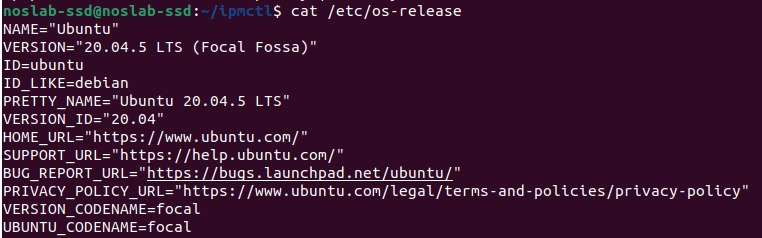 noslab-ssd@noslab-ssd:~/ipmctl$ cat /etc/os-release
NAME="Ubuntu"
VERSION="20.04.5 LTS (Focal Fossa)"
ID=ubuntu
ID_LIKE=debian
PRETTY_NAME="Ubuntu 20.04.5 LTS"
VERSION_ID="20.04"
HOME_URL="https://www.ubuntu.com/"
SUPPORT_URL="https://help.ubuntu.com/"
BUG_REPORT_URL="https://bugs.launchpad.net/ubuntu/"
PRIVACY_POLICY_URL="https://www.ubuntu.com/legal/terms-and-policies/privacy-policy"
VERSION_CODENAME=focal
UBUNTU_CODENAME=focal